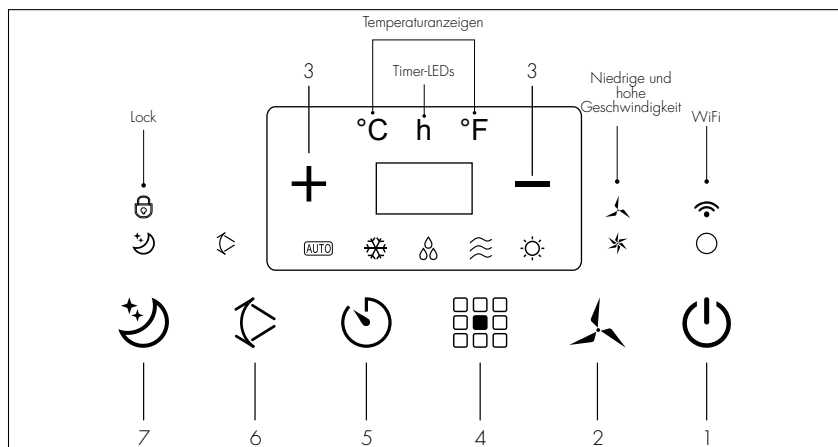 Temperaturanzeigen
3
Timer-LEDs
3
Niedrige und
hohe
Geschwindigkeit
Lock
WiFi
°C h °F
+
−
AUTO
7 6 5 4 2 1